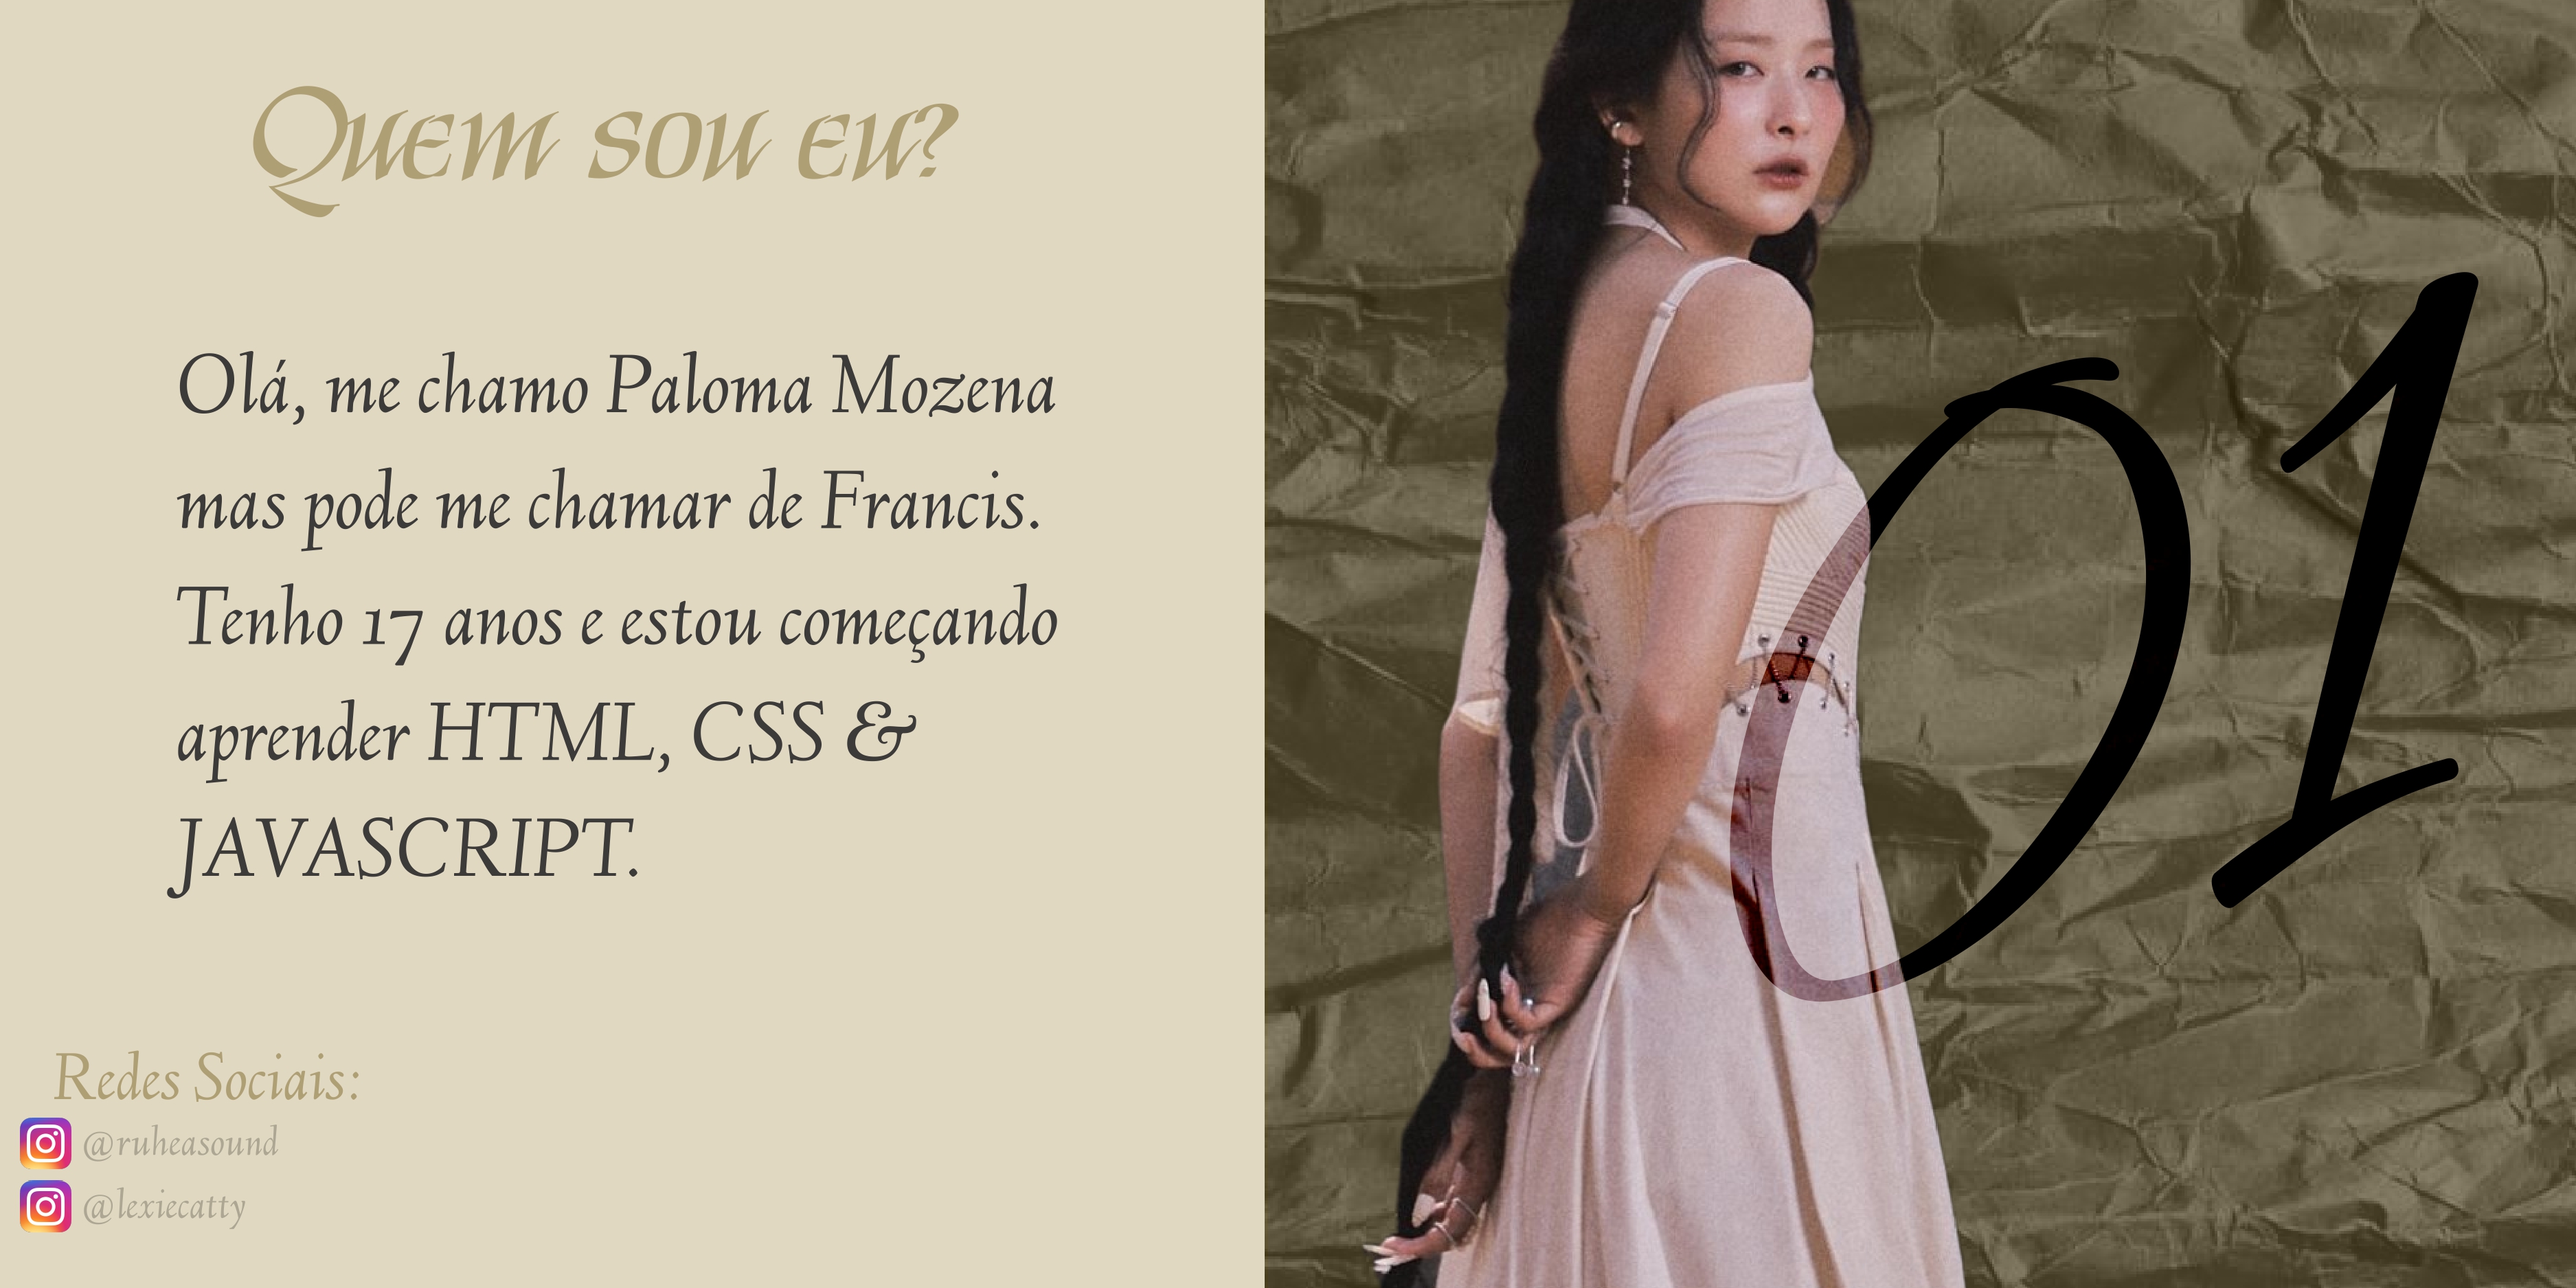 Quem sou eu?
Olá, me chamo Paloma Mozena
mas pode me chamar de Francis.
Tenho 17 anos e estou começando
aprender HTML, CSS &
JAVASCRIPT.
01
Redes Sociais:
@ruheasound
@lexiecatty